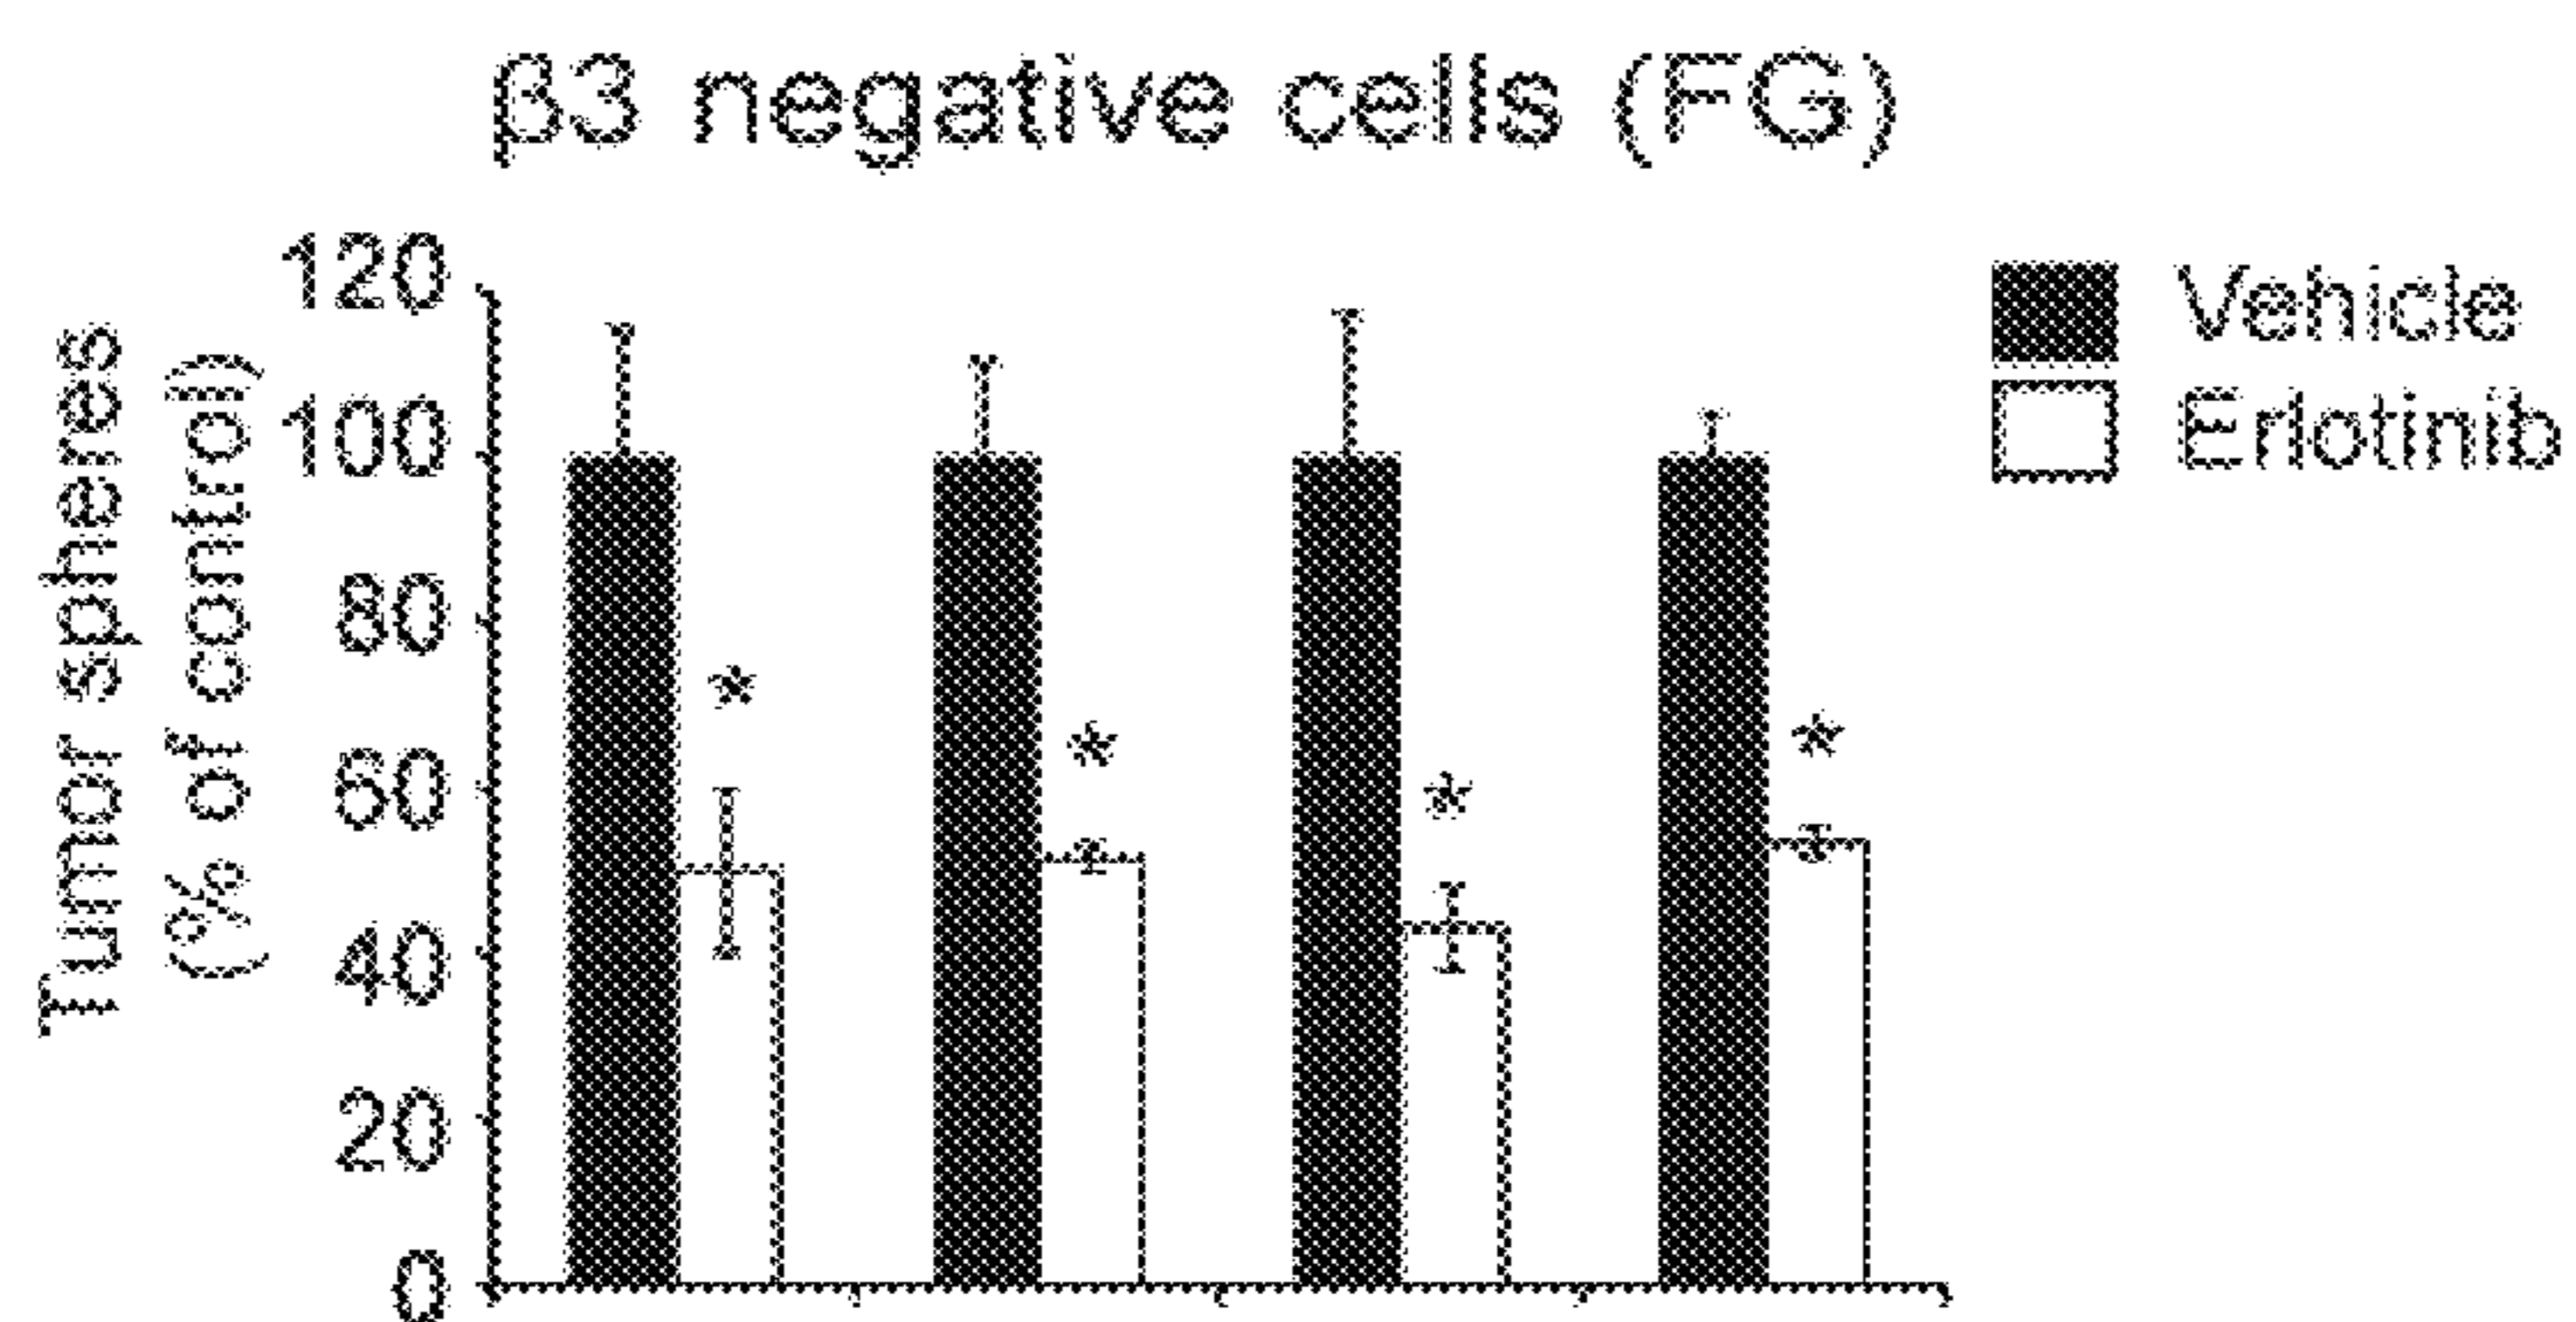 β3 negative cells (FG)
Tumor spheres
(% of control)
120
100
80
60
40
20
0
*
*
*
*
Vehicle
Erlotinib